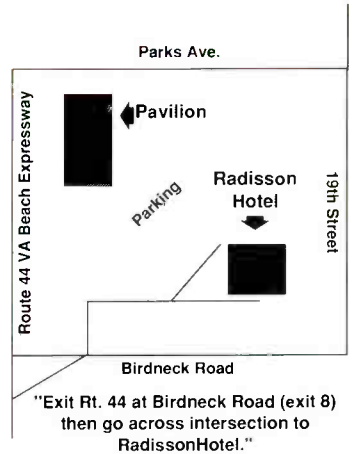 Parks Ave.
Route 44 VA Beach Expressway
Pavilion
Parking
Radisson
Hotel
19th Street
Birdneck Road
"Exit Rt. 44 at Birdneck Road (exit 8)
then go across intersection to
RadissonHotel."